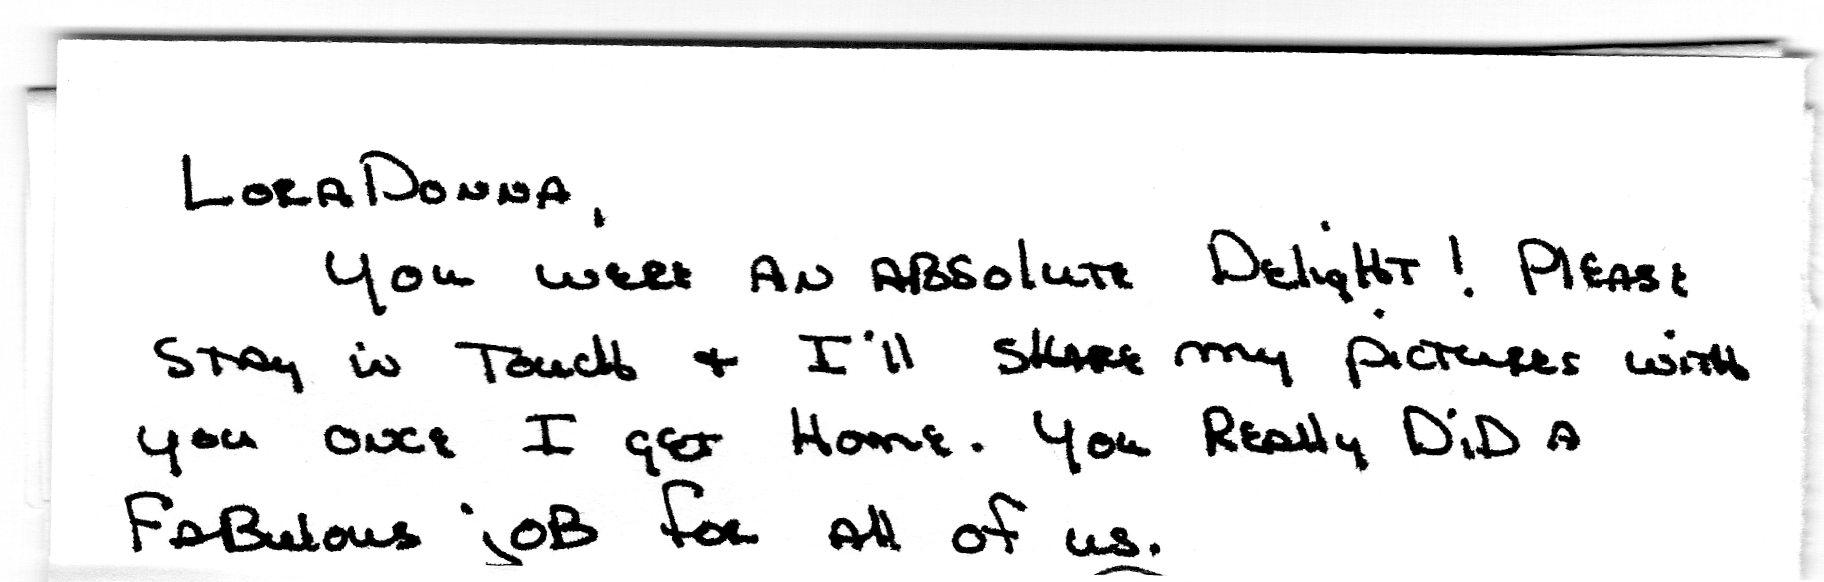 LoraDonna,
You were an absolute Delight! Please
stay in Touch + I'll share my pictures with
you once I get Home. You Really DiD a
Fabulous joB for all of us.